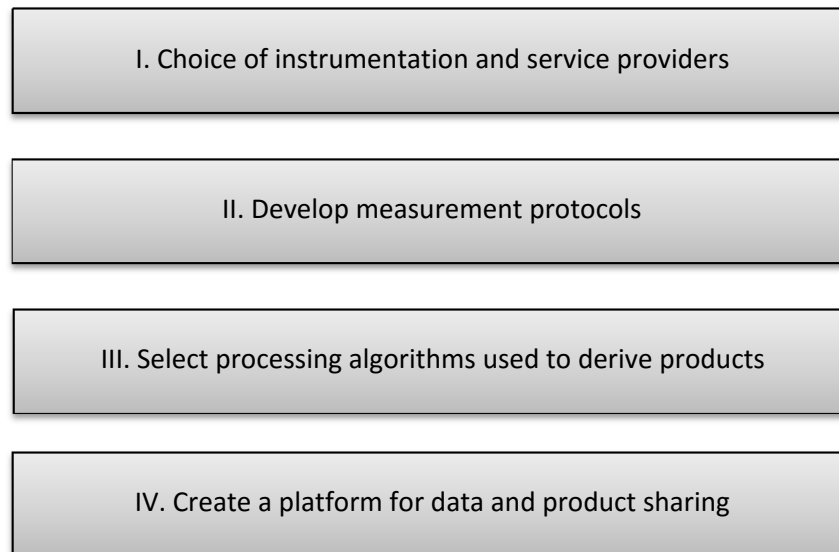 I. Choice of instrumentation and service providers
II. Develop measurement protocols
III. Select processing algorithms used to derive products
IV. Create a platform for data and product sharing